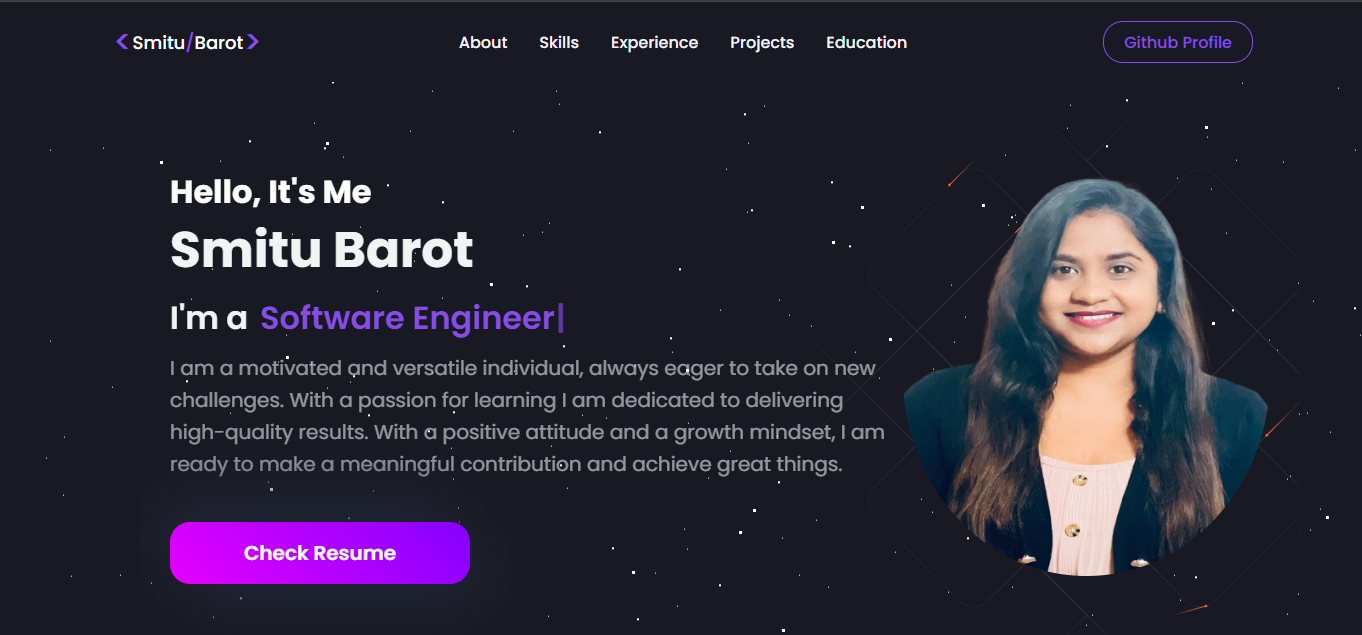 <Smitu/Barot>
About
Skills
Experience
Projects
Education
Github Profile
Hello, It's Me
Smitu Barot
I'm a Software Engineer|
I am a motivated and versatile individual, always eager to take on new
challenges. With a passion for learning I am dedicated to delivering
high-quality results. With a positive attitude and a growth mindset, I am
ready to make a meaningful contribution and achieve great things.
Check Resume